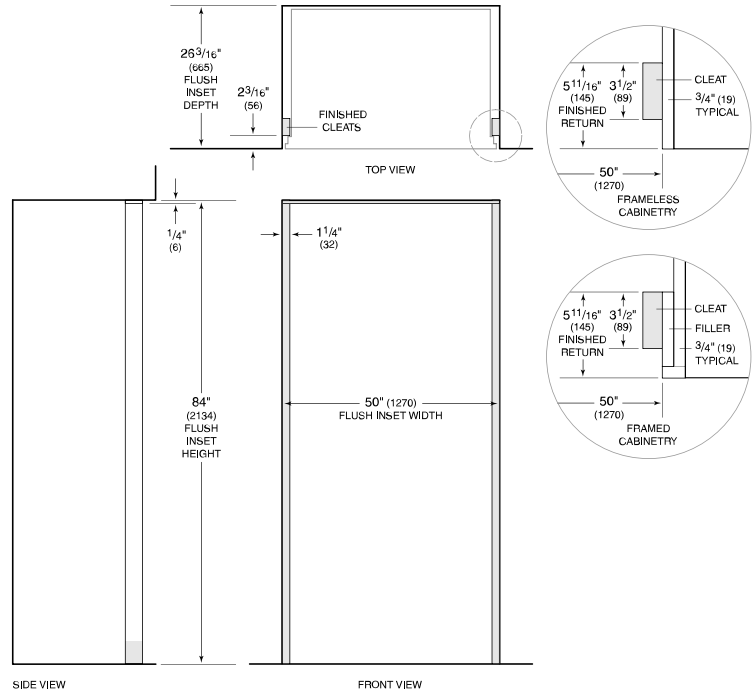 26 3/16"
(665)
FLUSH
INSET
DEPTH
2 3/16"
(56)
FINISHED
CLEATS
TOP VIEW
5 11/16"
(145)
FINISHED
RETURN
3 1/2"
(89)
CLEAT
3/4" (19)
TYPICAL
50"
(1270)
FRAMELESS
CABINETRY
1/4"
(6)
1 1/4"
(32)
84"
(2134)
FLUSH
INSET
HEIGHT
50" (1270)
FLUSH INSET WIDTH
5 11/16"
(145)
FINISHED
RETURN
3 1/2"
(89)
CLEAT
FILLER
3/4" (19)
TYPICAL
50"
(1270)
FRAMED
CABINETRY
SIDE VIEW
FRONT VIEW